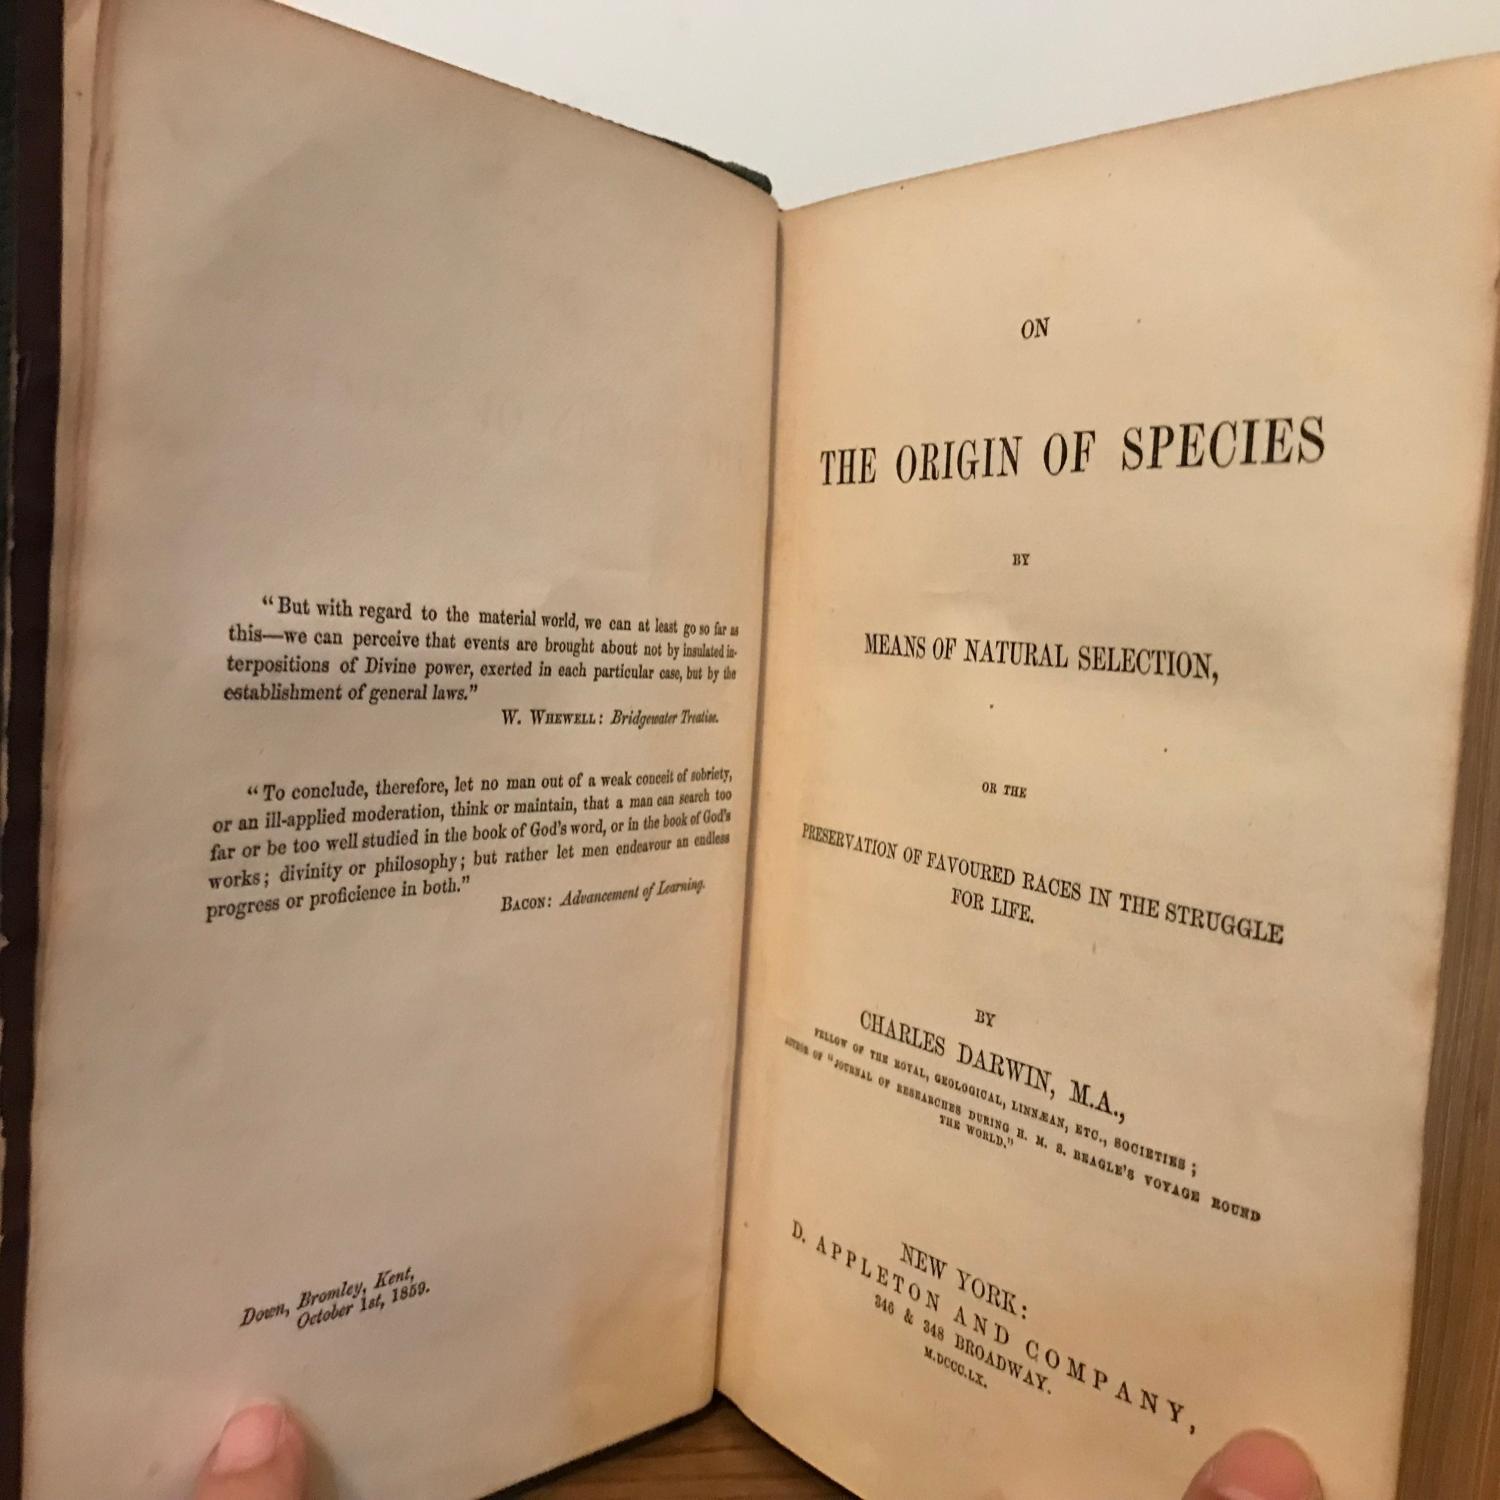 "But with regard to the material world, we can at least go so far as
this—we can perceive that events are brought about not by insulated in-
terpositions of Divine power, exerted in each particular case, but by the
establishment of general laws."
W. WHEWELL: Bridgewater Treatise.
"To conclude, therefore, let no man out of a weak conceit of sobriety,
or an ill-applied moderation, think or maintain, that a man can search too
far or be too well studied in the book of God's word, or in the book of God's
works; divinity or philosophy; but rather let men endeavour an endless
progress or proficience in both."
BACON: Advancement of Learning.
Down, Bromley, Kent,
October 1st, 1859.
ON
THE ORIGIN OF SPECIES
BY
MEANS OF NATURAL SELECTION,
OR THE
PRESERVATION OF FAVOURED RACES IN THE STRUGGLE
FOR LIFE.
BY
CHARLES DARWIN, M.A.,
FELLOW OF THE ROYAL, GEOLOGICAL, LINNÆAN, ETC., SOCIETIES;
AUTHOR OF "JOURNAL OF RESEARCHES DURING H. M. S. BEAGLE'S VOYAGE ROUND
THE WORLD."
NEW YORK:
D. APPLETON AND COMPANY,
346 & 348 BROADWAY.
M.DCCC.LX.